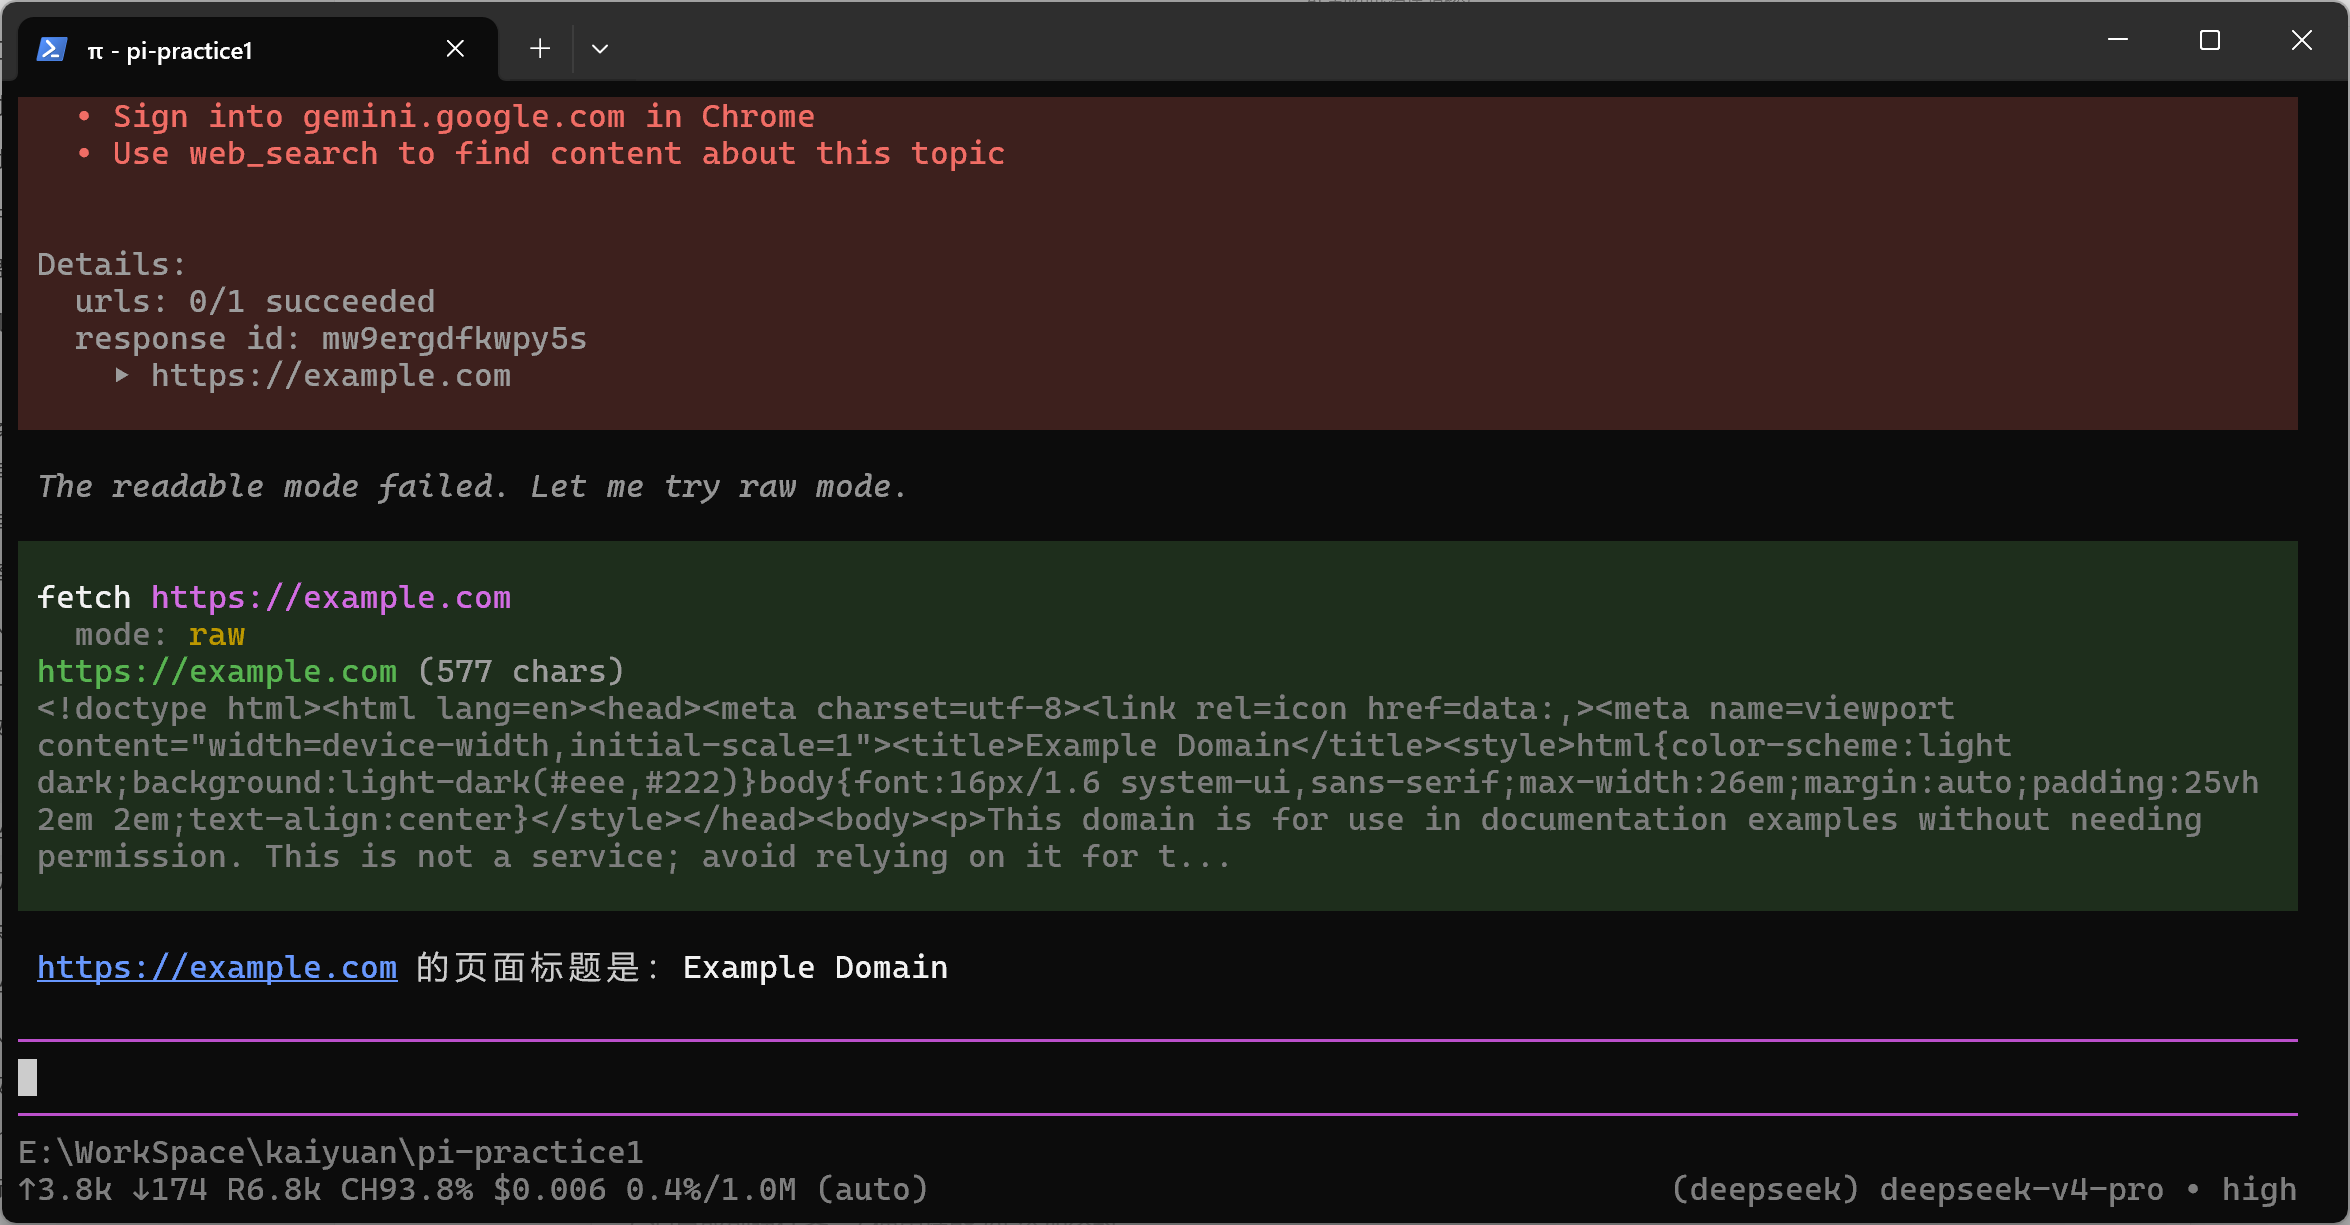 π - pi-practice1
• Sign into gemini.google.com in Chrome
• Use web_search to find content about this topic
Details:
urls: 0/1 succeeded
response id: mw9ergdfkwpy5s
▶ https://example.com
The readable mode failed. Let me try raw mode.
fetch https://example.com
mode: raw
https://example.com (577 chars)
<!doctype html><html lang=en><head><meta charset=utf-8><link rel=icon href=data:,><meta name=viewport
content="width=device-width,initial-scale=1"><title>Example Domain</title><style>html{color-scheme:light
dark;background:light-dark(#eee,#222)}body{font:16px/1.6 system-ui,sans-serif;max-width:26em;margin:auto;padding:25vh
2em 2em;text-align:center}</style></head><body><p>This domain is for use in documentation examples without needing
permission. This is not a service; avoid relying on it for t...
https://example.com 的页面标题是：Example Domain
E:\WorkSpace\kaiyuan\pi-practice1
↑3.8k ↓174 R6.8k CH93.8% $0.006 0.4%/1.0M (auto) (deepseek) deepseek-v4-pro • high